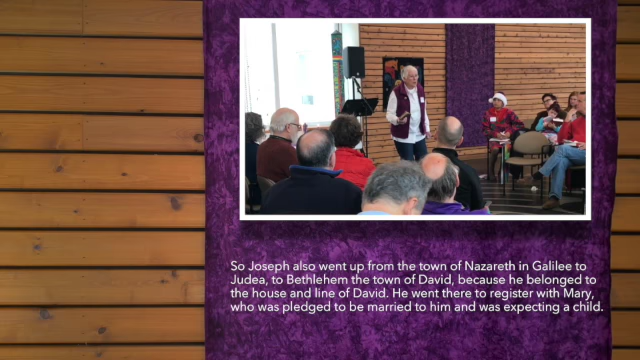 So Joseph also went up from the town of Nazareth in Galilee to
Judea, to Bethlehem the town of David, because he belonged to
the house and line of David. He went there to register with Mary,
who was pledged to be married to him and was expecting a child.